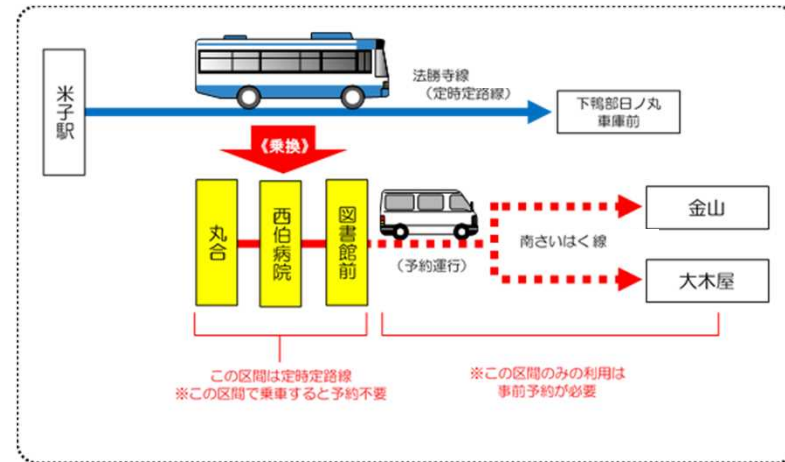 米子駅
法勝寺線
（定時定路線）
下鴨部日ノ丸
車庫前
《乗換》
丸合
西伯病院
図書館前
（予約運行）
南さいはく線
金山
大木屋
この区間は定時定路線
※この区間で乗車すると予約不要
※この区間のみの利用は
事前予約が必要